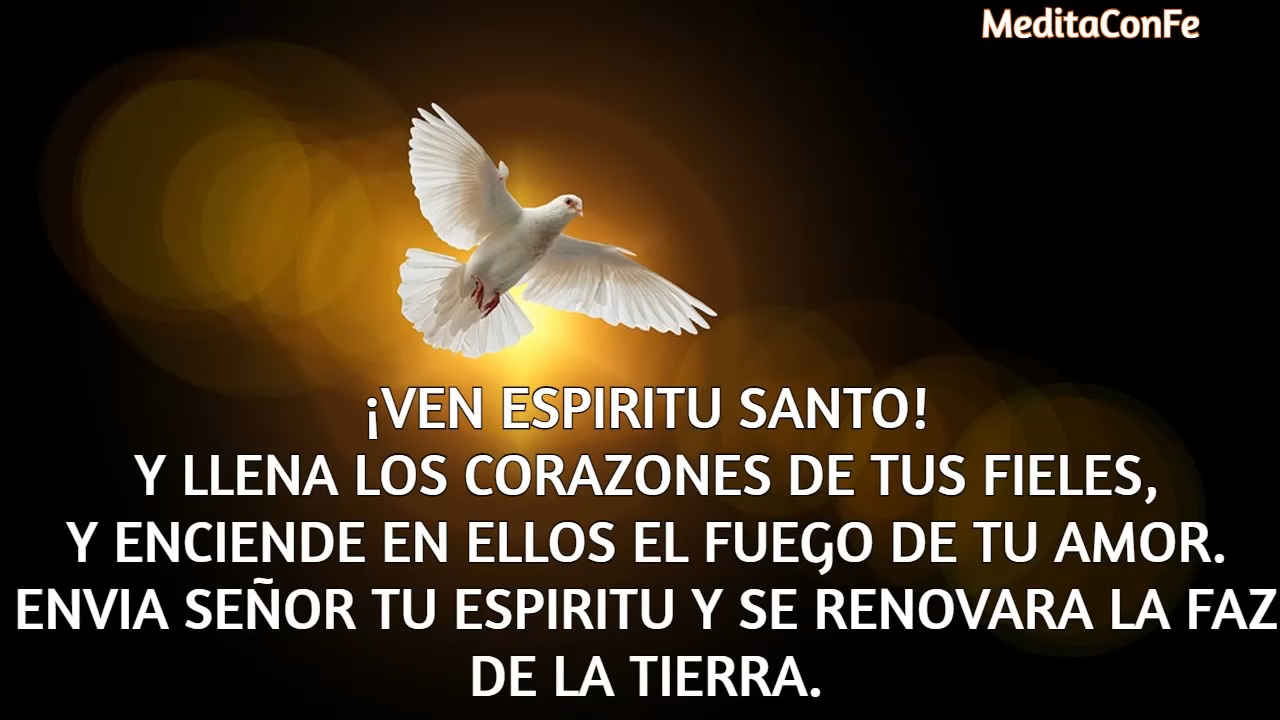 MeditaConFe
¡VEN ESPIRITU SANTO!
Y LLENA LOS CORAZONES DE TUS FIELES,
Y ENCIENDE EN ELLOS EL FUEGO DE TU AMOR.
ENVIA SEÑOR TU ESPIRITU Y SE RENOVARA LA FAZ
DE LA TIERRA.